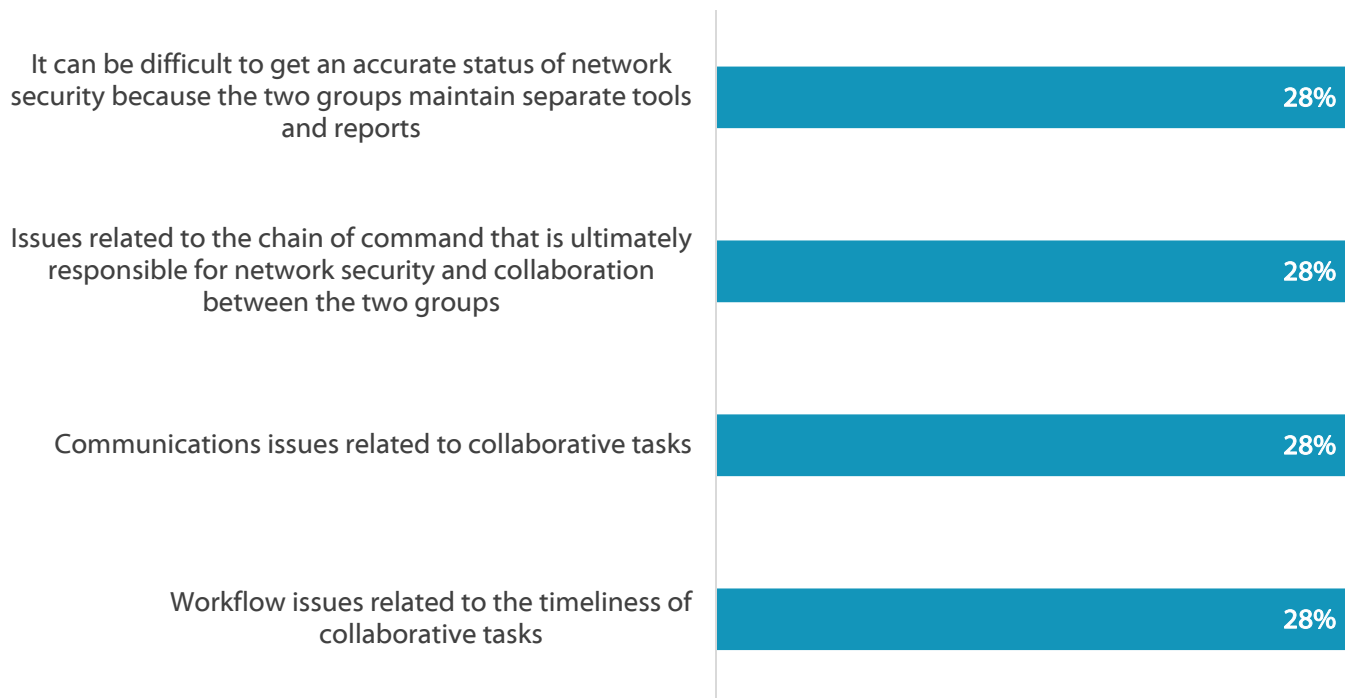 It can be difficult to get an accurate status of network
security because the two groups maintain separate tools
and reports
28%
Issues related to the chain of command that is ultimately
responsible for network security and collaboration
between the two groups
28%
Communications issues related to collaborative tasks
28%
Workflow issues related to the timeliness of
collaborative tasks
28%